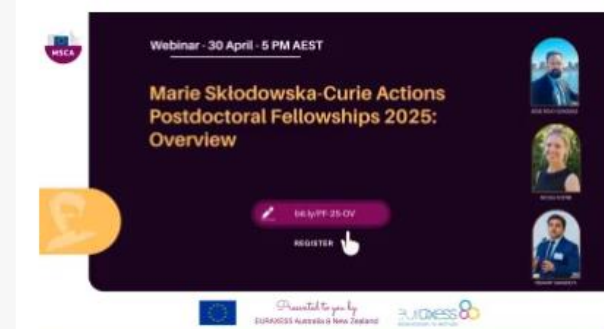 MSCA
Webinar - 30 April - 5 PM AEST
Marie Skłodowska-Curie Actions
Postdoctoral Fellowships 2025:
Overview
bit.ly/PF-25-OV
REGISTER
Presented to you by
EURAXESS Australia & New Zealand
EURAXESS